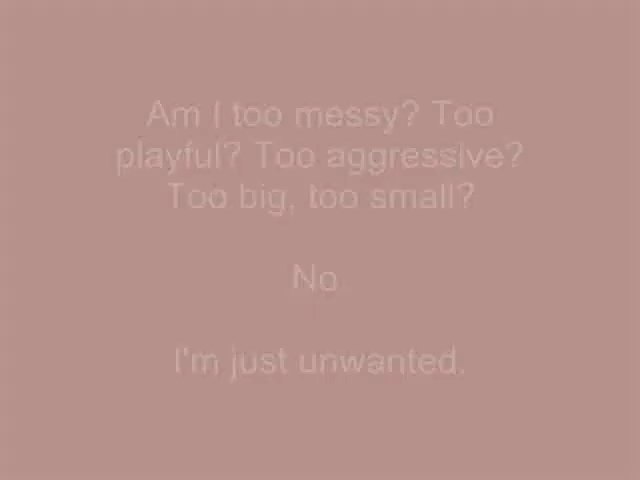 Am I too messy? Too
playful? Too aggressive?
Too big, too small?
No
I'm just unwanted.